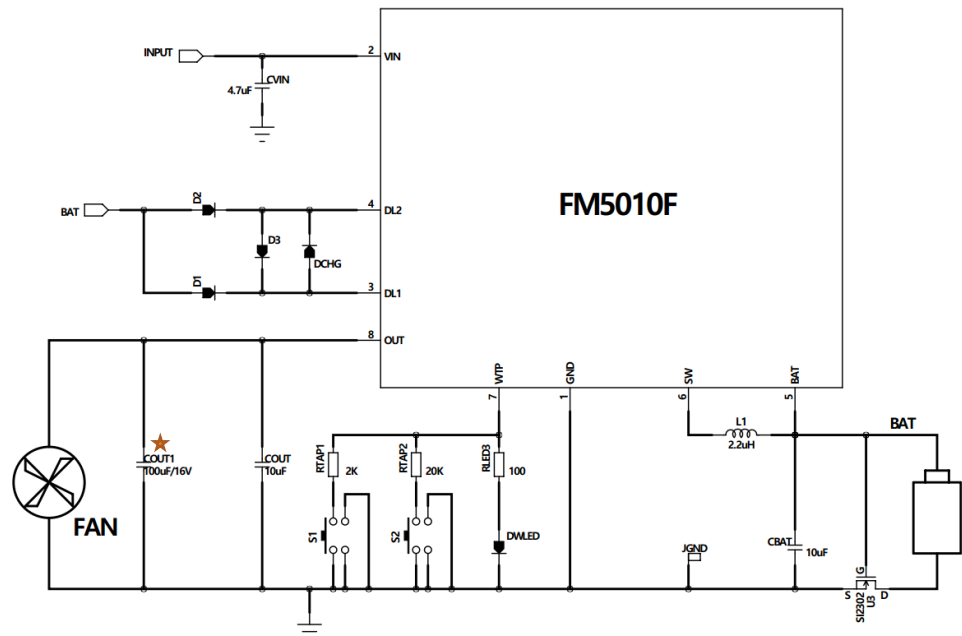 INPUT
2
VIN
CVIN
4.7uF
FM5010F
D2
BAT
4
DL2
D3
DCHG
D1
3
DL1
8
OUT
WTP
GND
SW
BAT
7
1
6
5
L1
2.2uH
BAT
COUT1
100uF/16V
COUT
10uF
RTAP1
2K
RTAP2
20K
RLED3
100
FAN
S1
S2
DWLED
JGND
CBAT
10uF
G
S
D
SI2302
U3